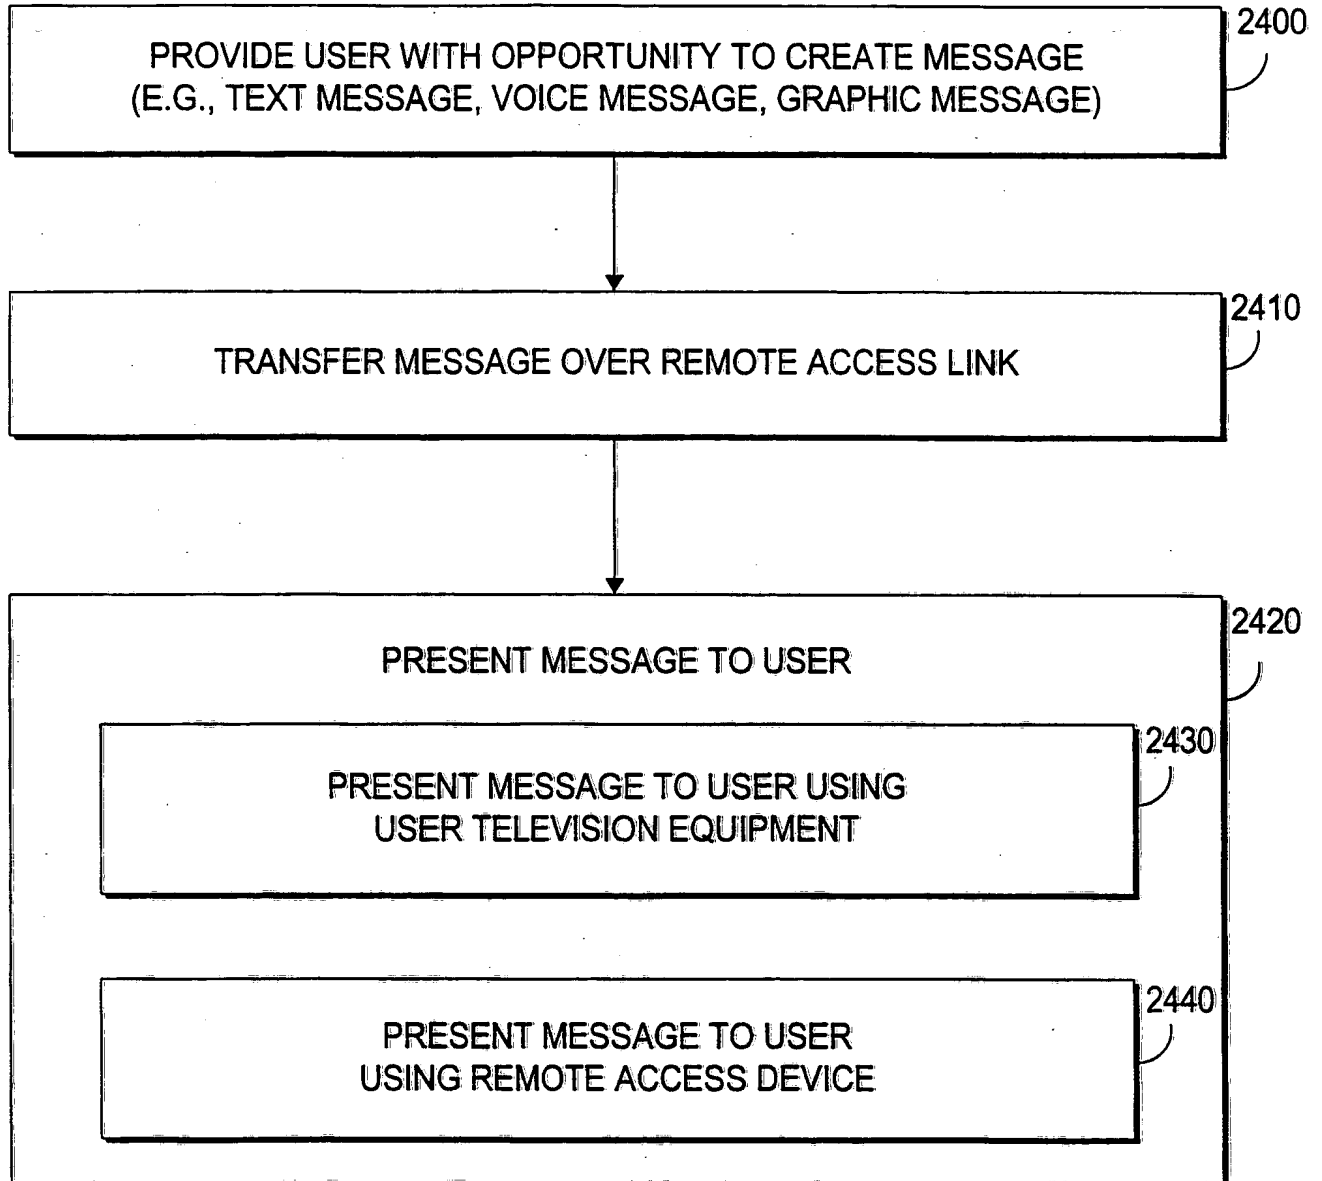 2400
PROVIDE USER WITH OPPORTUNITY TO CREATE MESSAGE
(E.G., TEXT MESSAGE, VOICE MESSAGE, GRAPHIC MESSAGE)
2410
TRANSFER MESSAGE OVER REMOTE ACCESS LINK
2420
PRESENT MESSAGE TO USER
2430
PRESENT MESSAGE TO USER USING
USER TELEVISION EQUIPMENT
2440
PRESENT MESSAGE TO USER
USING REMOTE ACCESS DEVICE